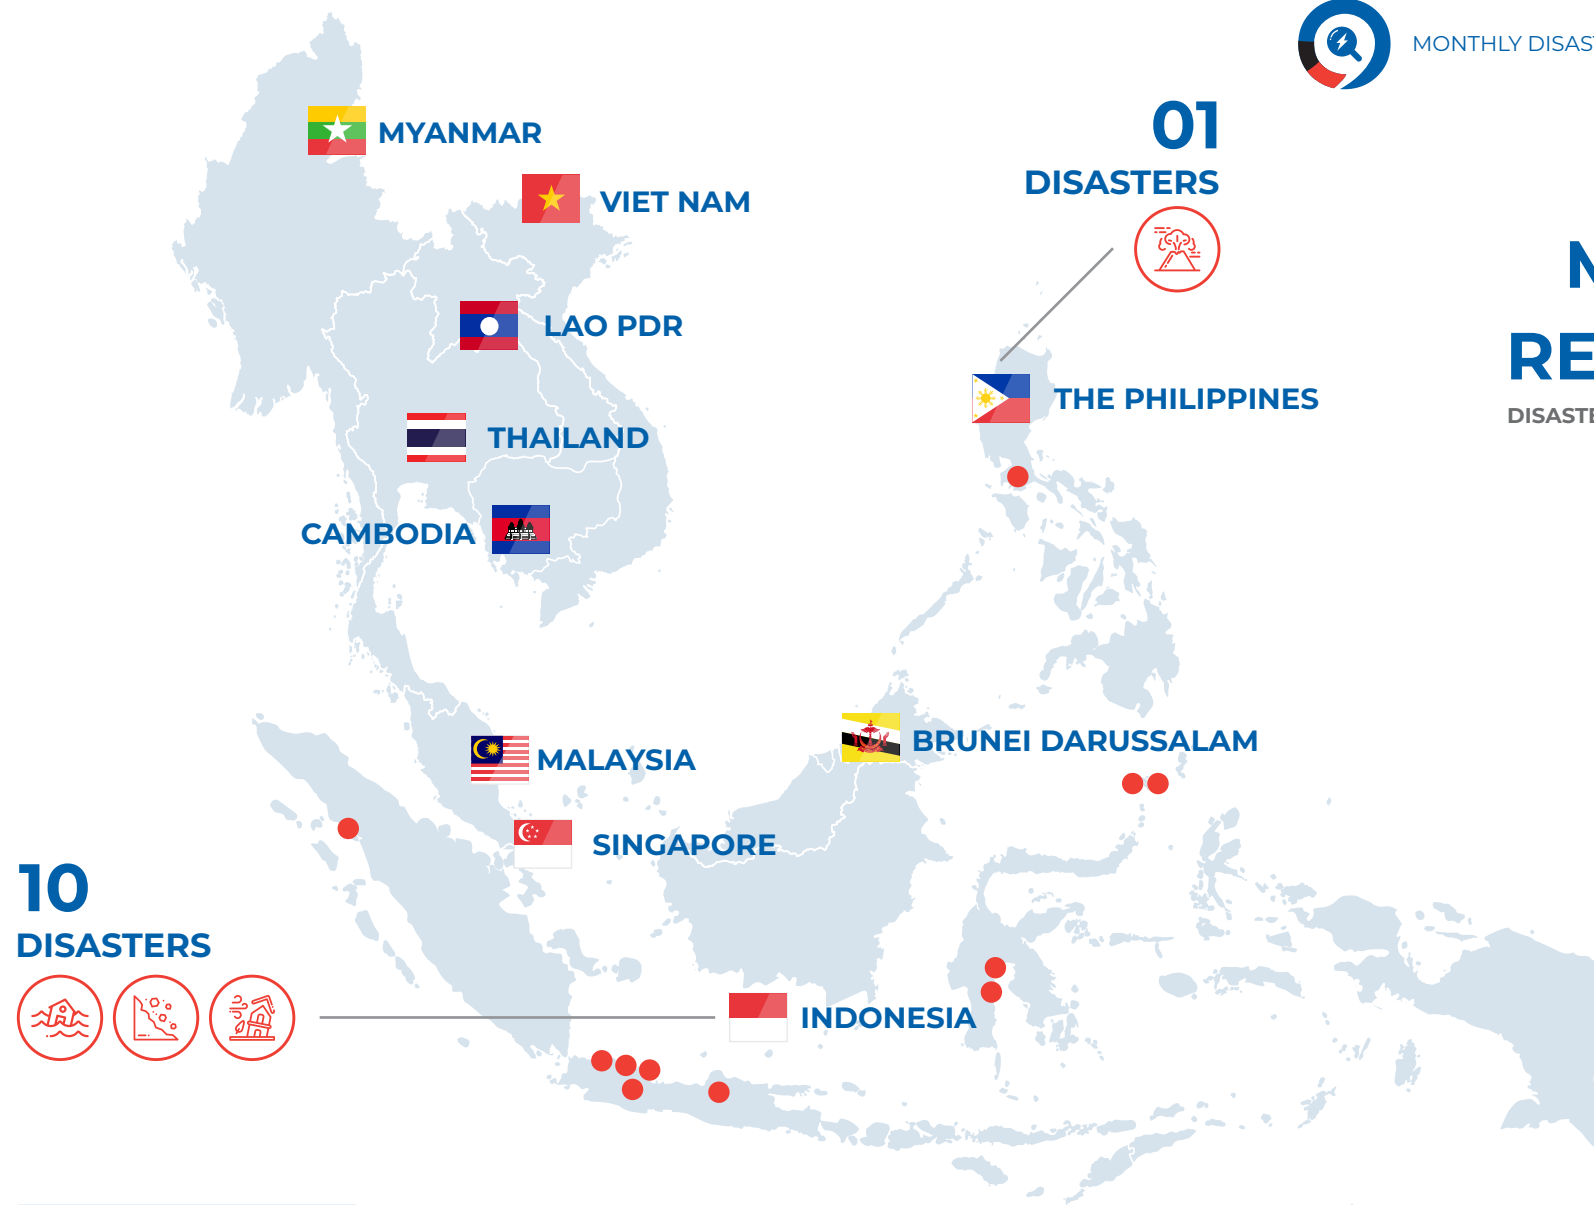 MONTHLY DISAS
01
DISASTERS
MYANMAR
VIET NAM
LAO PDR
THE PHILIPPINES
RE
DISAST
THAILAND
CAMBODIA
MALAYSIA
BRUNEI DARUSSALAM
SINGAPORE
10
DISASTERS
INDONESIA